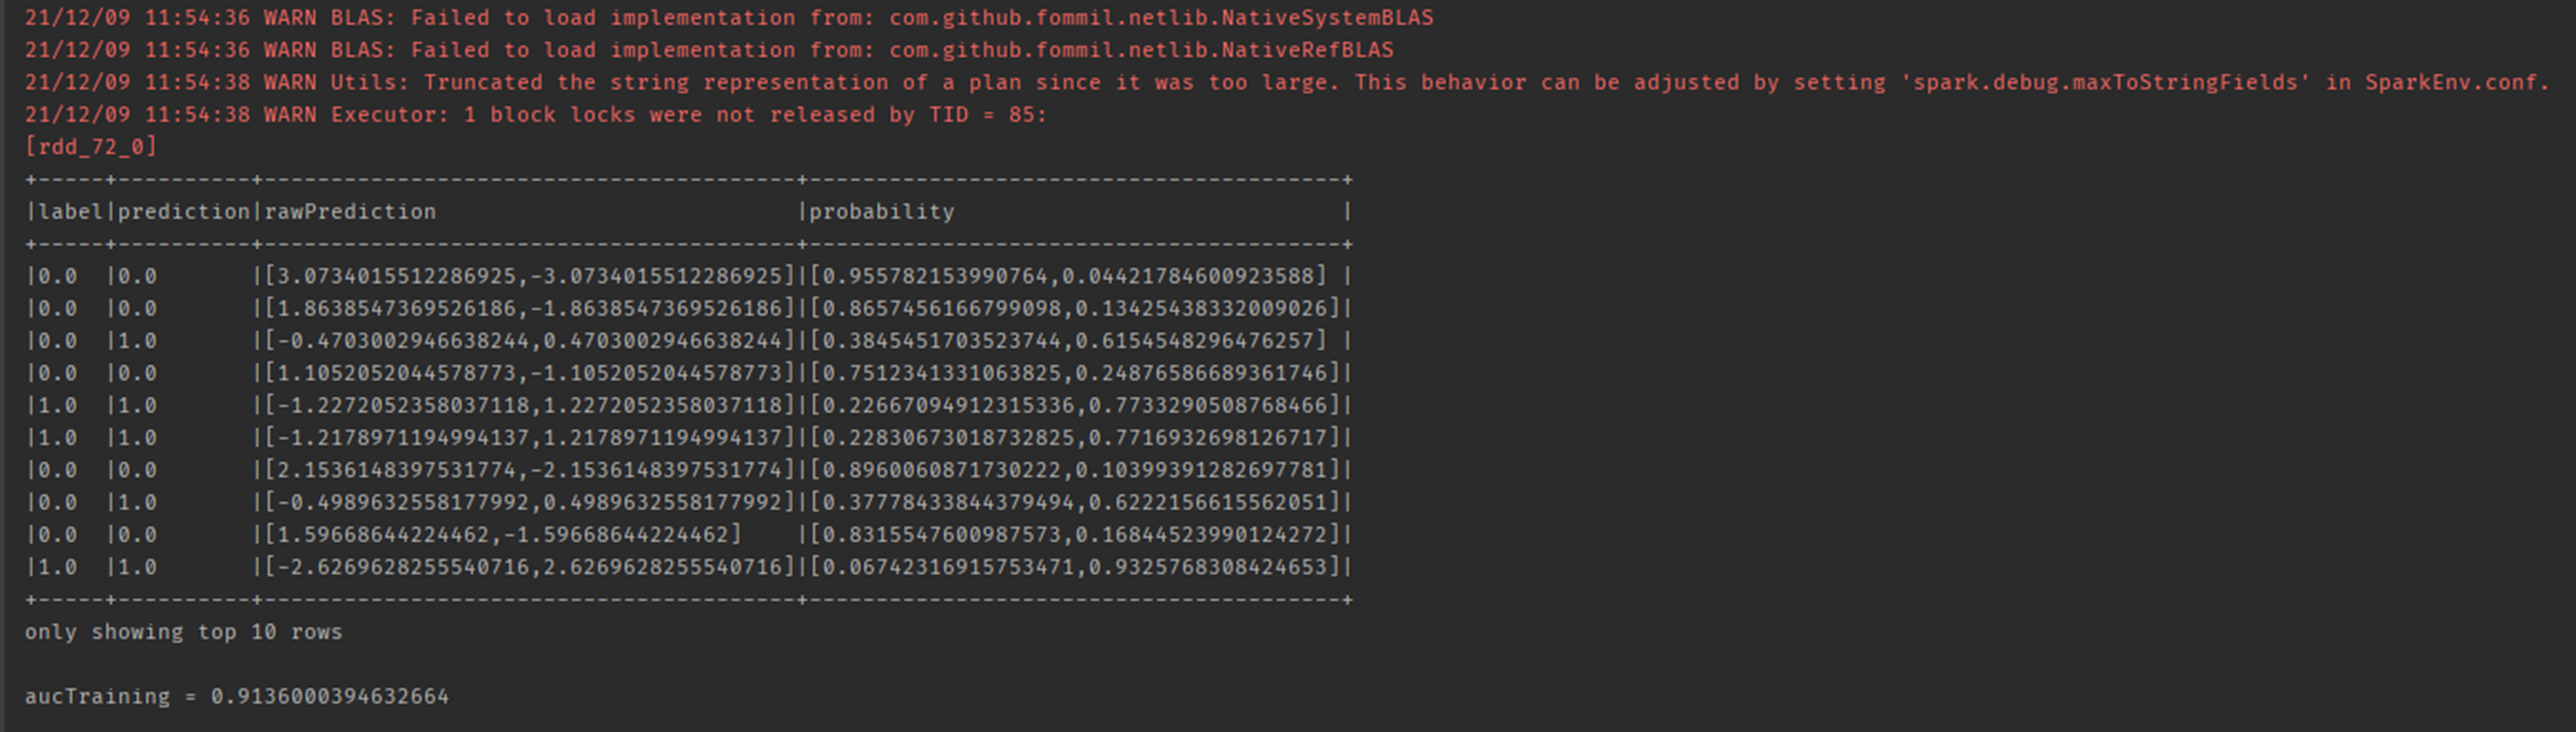 21/12/09 11:54:36 WARN BLAS: Failed to load implementation from: com.github.fommil.netlib.NativeSystemBLAS
21/12/09 11:54:36 WARN BLAS: Failed to load implementation from: com.github.fommil.netlib.NativeRefBLAS
21/12/09 11:54:38 WARN Utils: Truncated the string representation of a plan since it was too large. This behavior can be adjusted by setting 'spark.debug.maxToStringFields' in SparkEnv.conf.
21/12/09 11:54:38 WARN Executor: 1 block locks were not released by TID = 85:
[rdd_72_0]
+-----+----------+----------------------------------------+----------------------------------------+
|label|prediction|rawPrediction                           |probability                             |
+-----+----------+----------------------------------------+----------------------------------------+
|0.0  |0.0       |[3.0734015512286925,-3.0734015512286925]|[0.955782153990764,0.04421784600923588] |
|0.0  |0.0       |[1.8638547369526186,-1.8638547369526186]|[0.8657456166799098,0.13425438332009026]|
|0.0  |1.0       |[-0.4703002946638244,0.4703002946638244]|[0.3845451703523744,0.6154548296476257] |
|0.0  |0.0       |[1.1052052044578773,-1.1052052044578773]|[0.7512341331063825,0.24876586689361746]|
|1.0  |1.0       |[-1.2272052358037118,1.2272052358037118]|[0.22667094912315336,0.7733290508768466]|
|1.0  |1.0       |[-1.2178971194994137,1.2178971194994137]|[0.22830673018732825,0.7716932698126717]|
|0.0  |0.0       |[2.1536148397531774,-2.1536148397531774]|[0.8960060871730222,0.10399391282697781]|
|0.0  |1.0       |[-0.4989632558177992,0.4989632558177992]|[0.37778433844379494,0.6222156615562051]|
|0.0  |0.0       |[1.59668644224462,-1.59668644224462]    |[0.8315547600987573,0.16844523990124272]|
|1.0  |1.0       |[-2.6269628255540716,2.6269628255540716]|[0.06742316915753471,0.9325768308424653]|
+-----+----------+----------------------------------------+----------------------------------------+
only showing top 10 rows
aucTraining = 0.9136000394632664